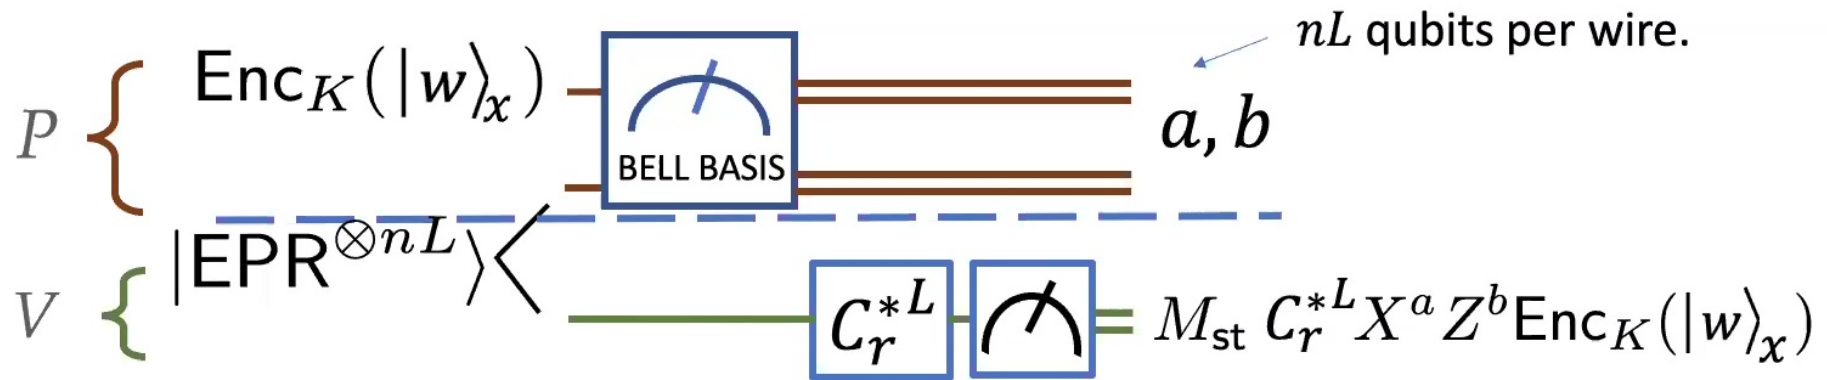 nL qubits per wire.
P { Enc_K(|w⟩_x)
BELL BASIS
a, b
|EPR^{⊗nL}⟩
V { C_r^{*L}
M_st C_r^{*L} X^a Z^b Enc_K(|w⟩_x)